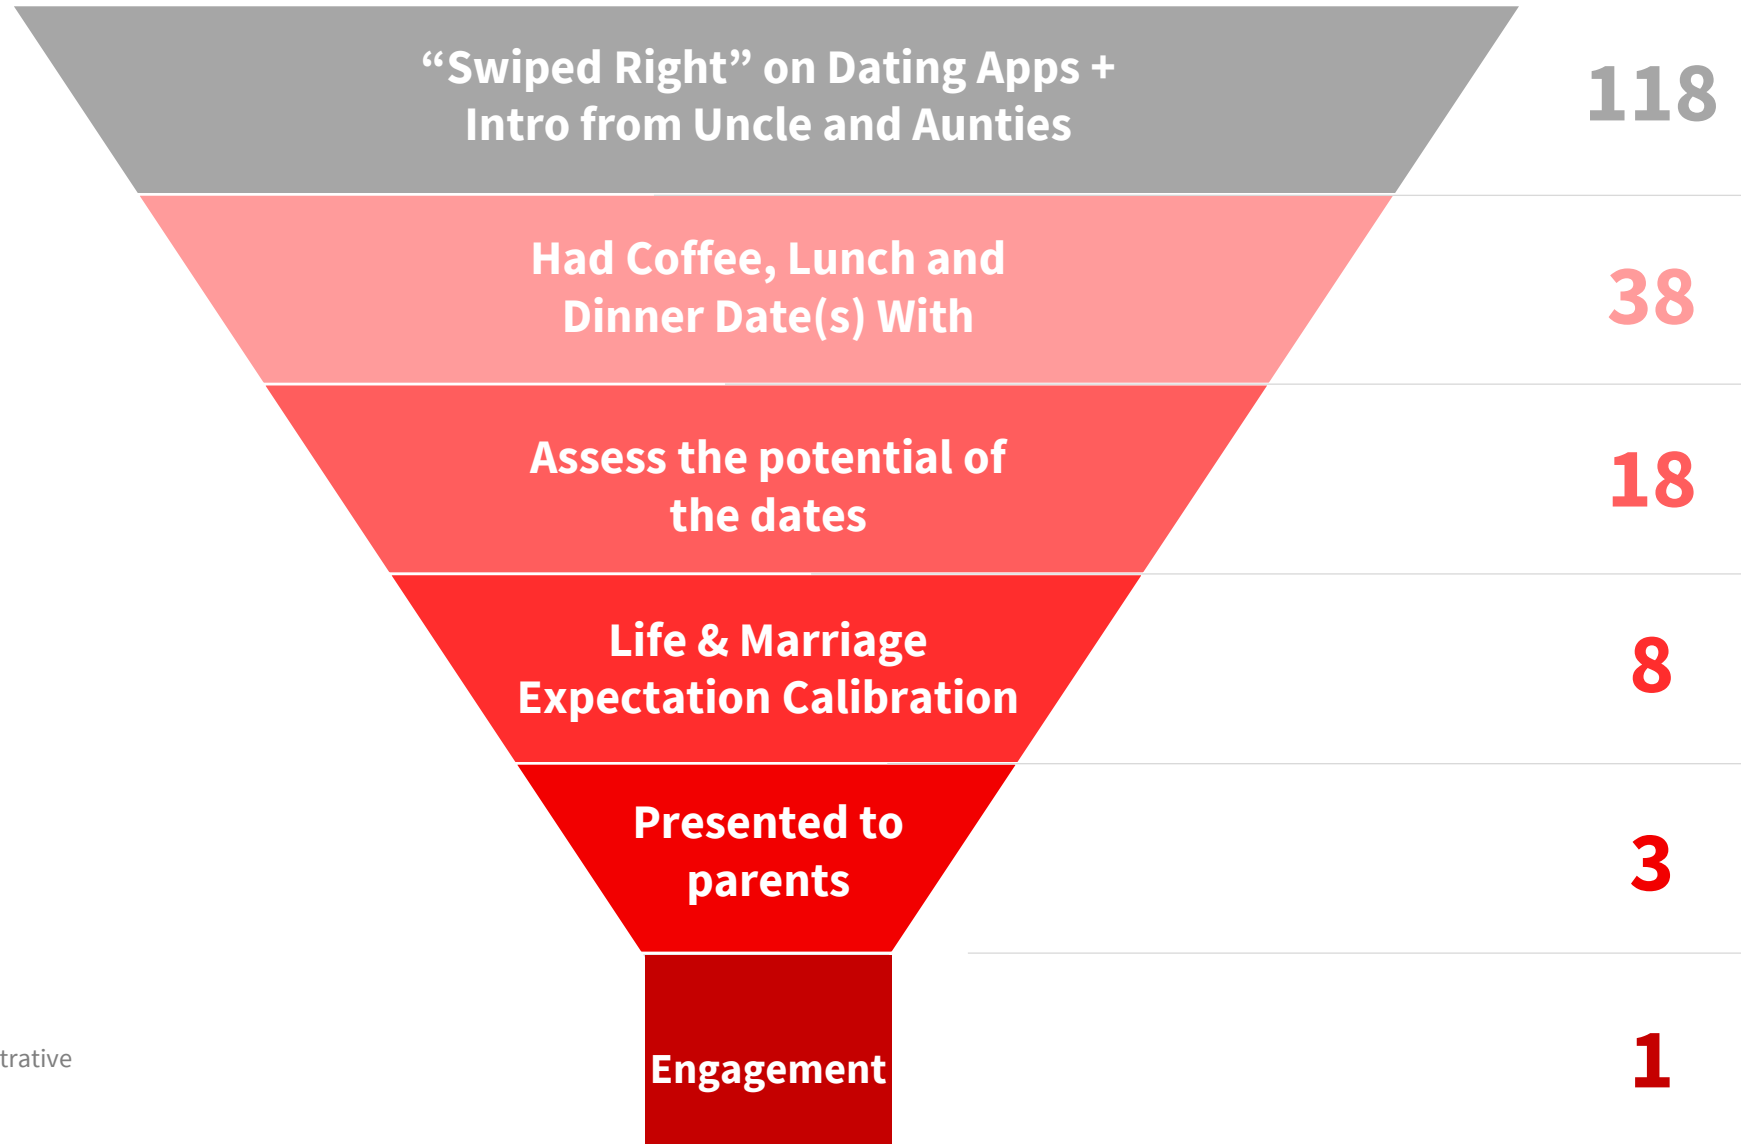 “Swiped Right” on Dating Apps +
Intro from Uncle and Aunties
118
Had Coffee, Lunch and
Dinner Date(s) With
38
Assess the potential of
the dates
18
Life & Marriage
Expectation Calibration
8
Presented to
parents
3
Engagement
1
trative